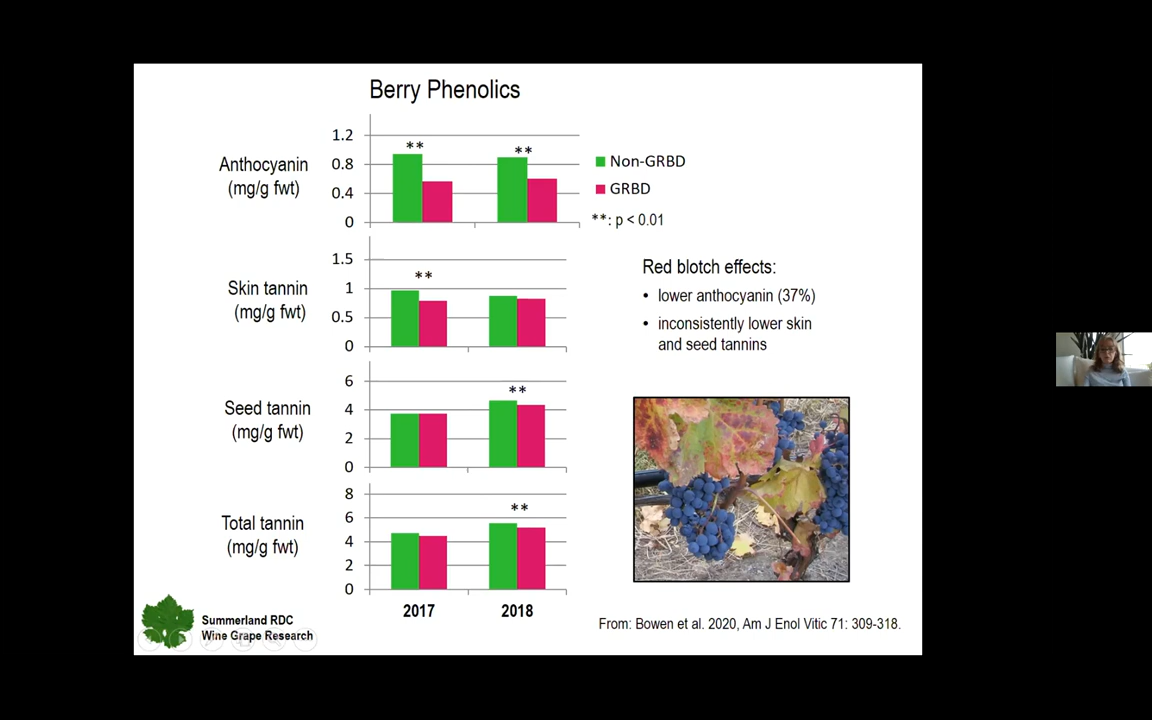 Berry Phenolics
Anthocyanin
(mg/g fwt)
1.2
0.8
0.4
0
**
**
Non-GRBD
GRBD
**: p < 0.01
Skin tannin
(mg/g fwt)
1.5
1
0.5
0
**
Red blotch effects:
• lower anthocyanin (37%)
• inconsistently lower skin
and seed tannins
Seed tannin
(mg/g fwt)
6
4
2
0
**
Total tannin
(mg/g fwt)
8
6
4
2
0
**
2017
2018
Summerland RDC
Wine Grape Research
From: Bowen et al. 2020, Am J Enol Vitic 71: 309-318.